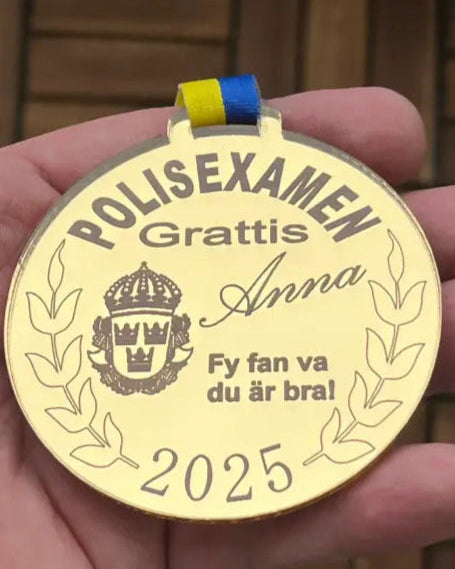 POLISEXAMEN
Grattis
Anna
Fy fan va
du är bra!
2025